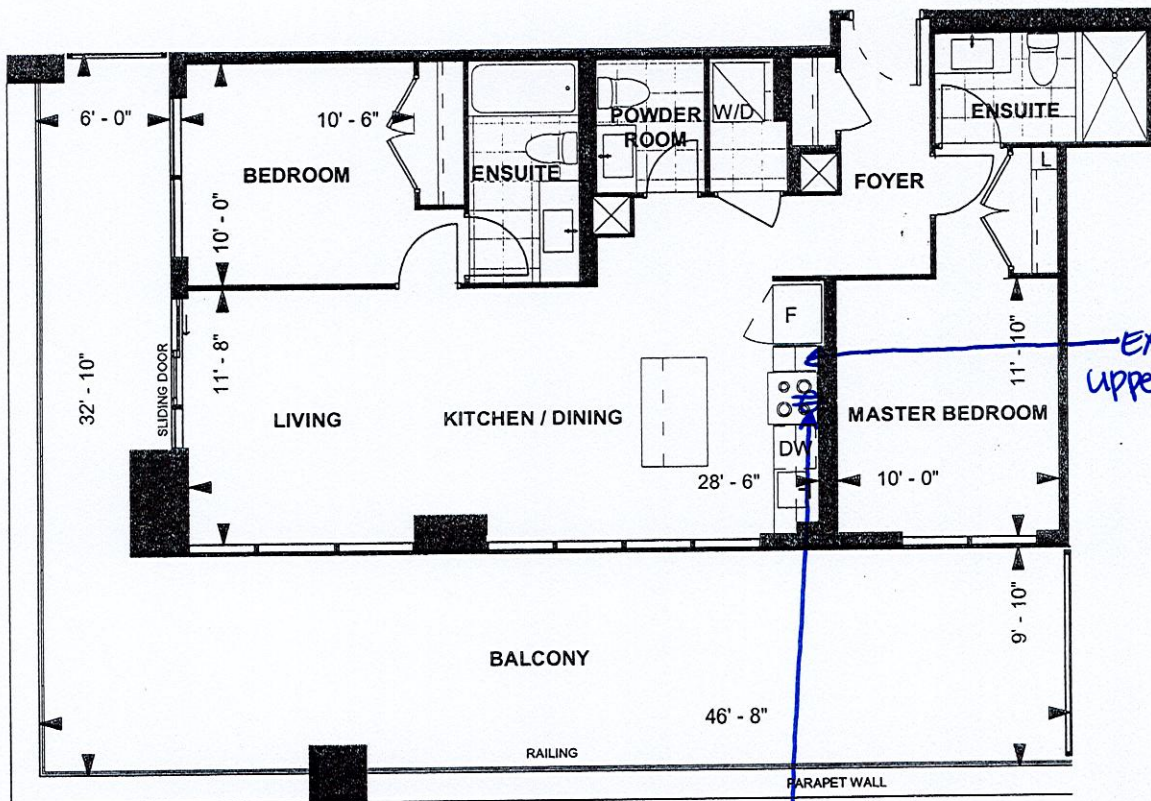 6' - 0"
10' - 6"
BEDROOM
ENSUITE
POWDER
ROOM
W/D
ENSUITE
L
FOYER
10' - 0"
32' - 10"
SLIDING DOOR
11' - 8"
LIVING
KITCHEN / DINING
F
DW
28' - 6"
11' - 10"
MASTER BEDROOM
10' - 0"
BALCONY
9' - 10"
46' - 8"
RAILING
PARAPET WALL